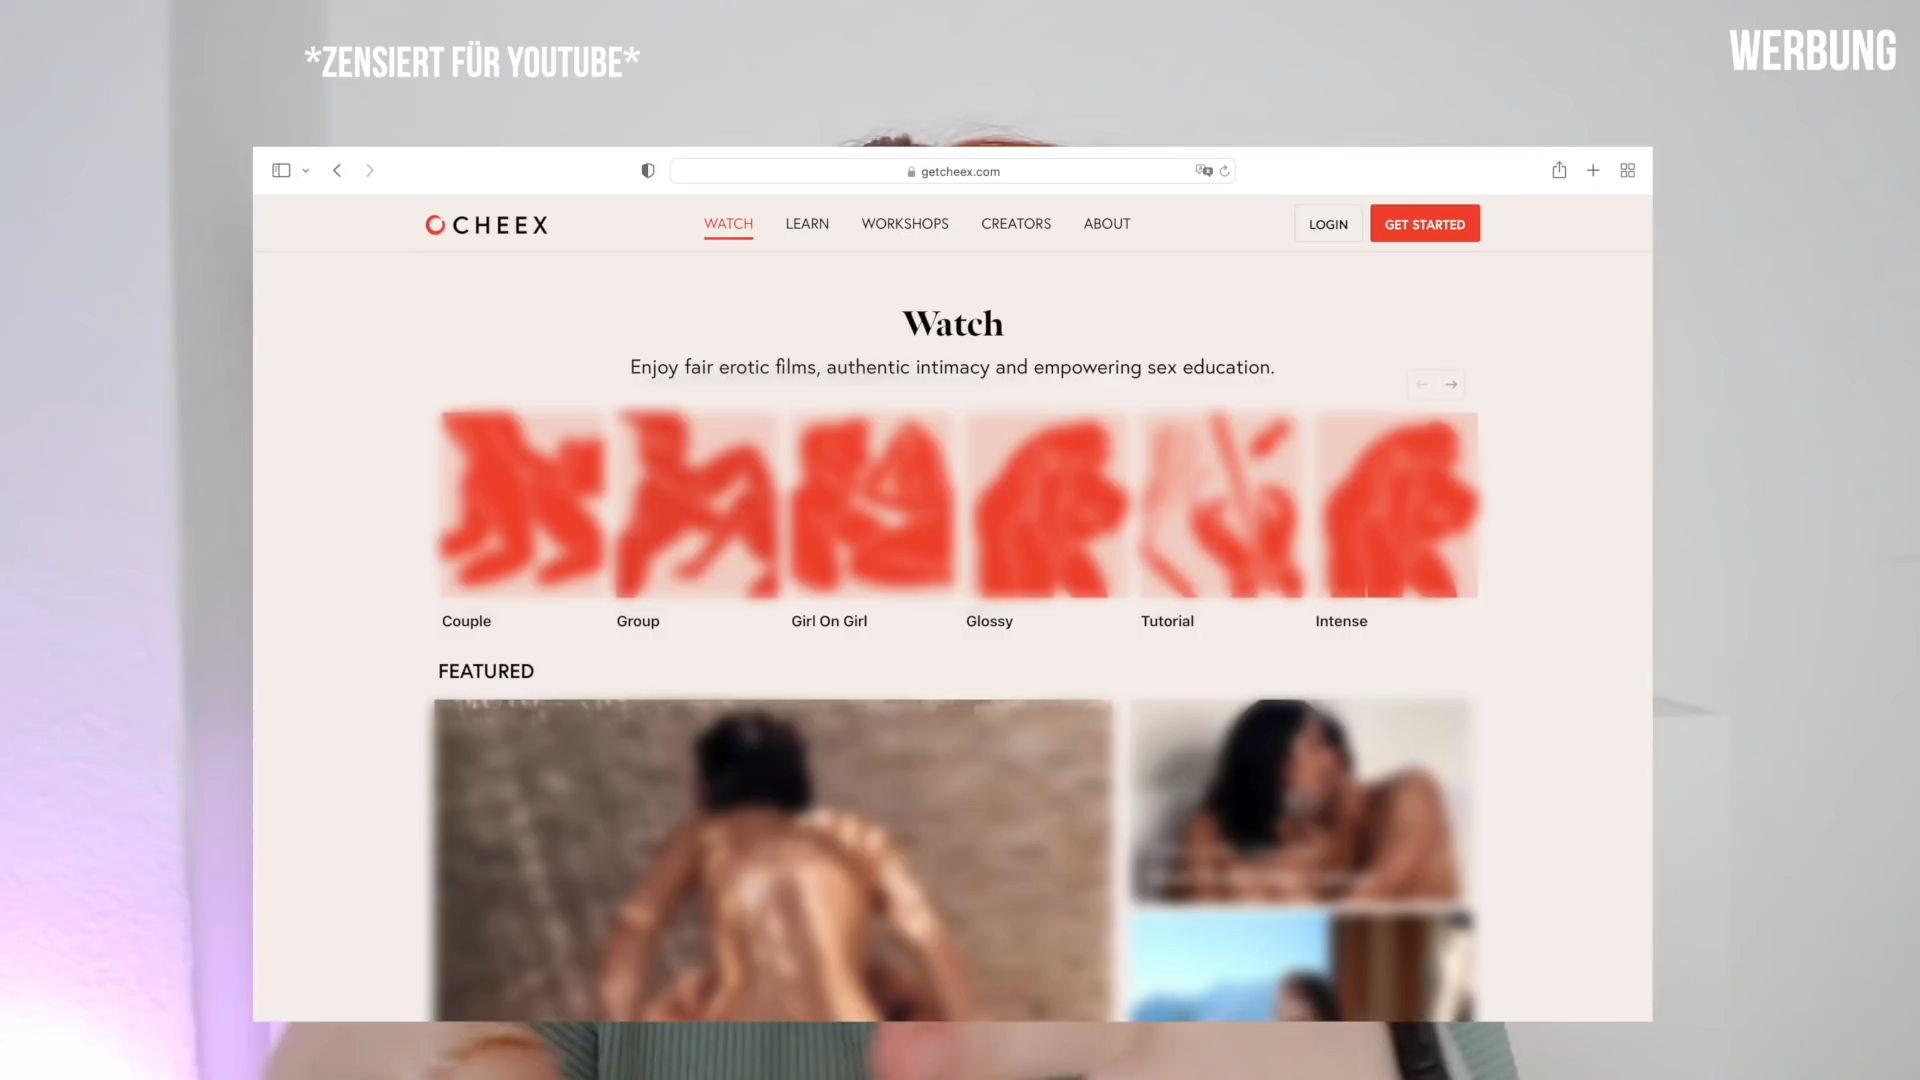 *ZENSIERT FÜR YOUTUBE*
WERBUNG
getcheex.com
CHEEX
WATCH
LEARN
WORKSHOPS
CREATORS
ABOUT
LOGIN
GET STARTED
Watch
Enjoy fair erotic films, authentic intimacy and empowering sex education.
Couple
Group
Girl On Girl
Glossy
Tutorial
Intense
FEATURED